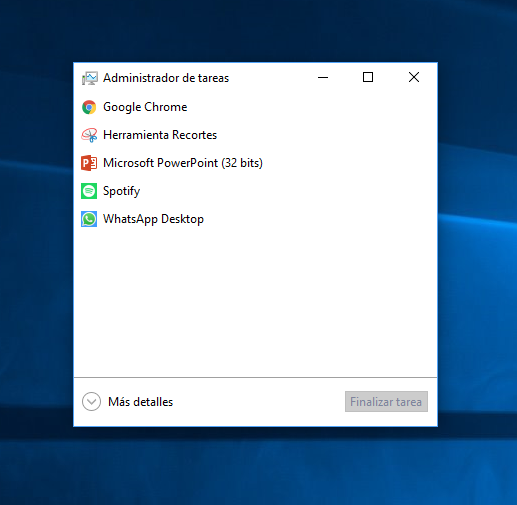 Administrador de tareas
Google Chrome
Herramienta Recortes
Microsoft PowerPoint (32 bits)
Spotify
WhatsApp Desktop
Más detalles
Finalizar tarea